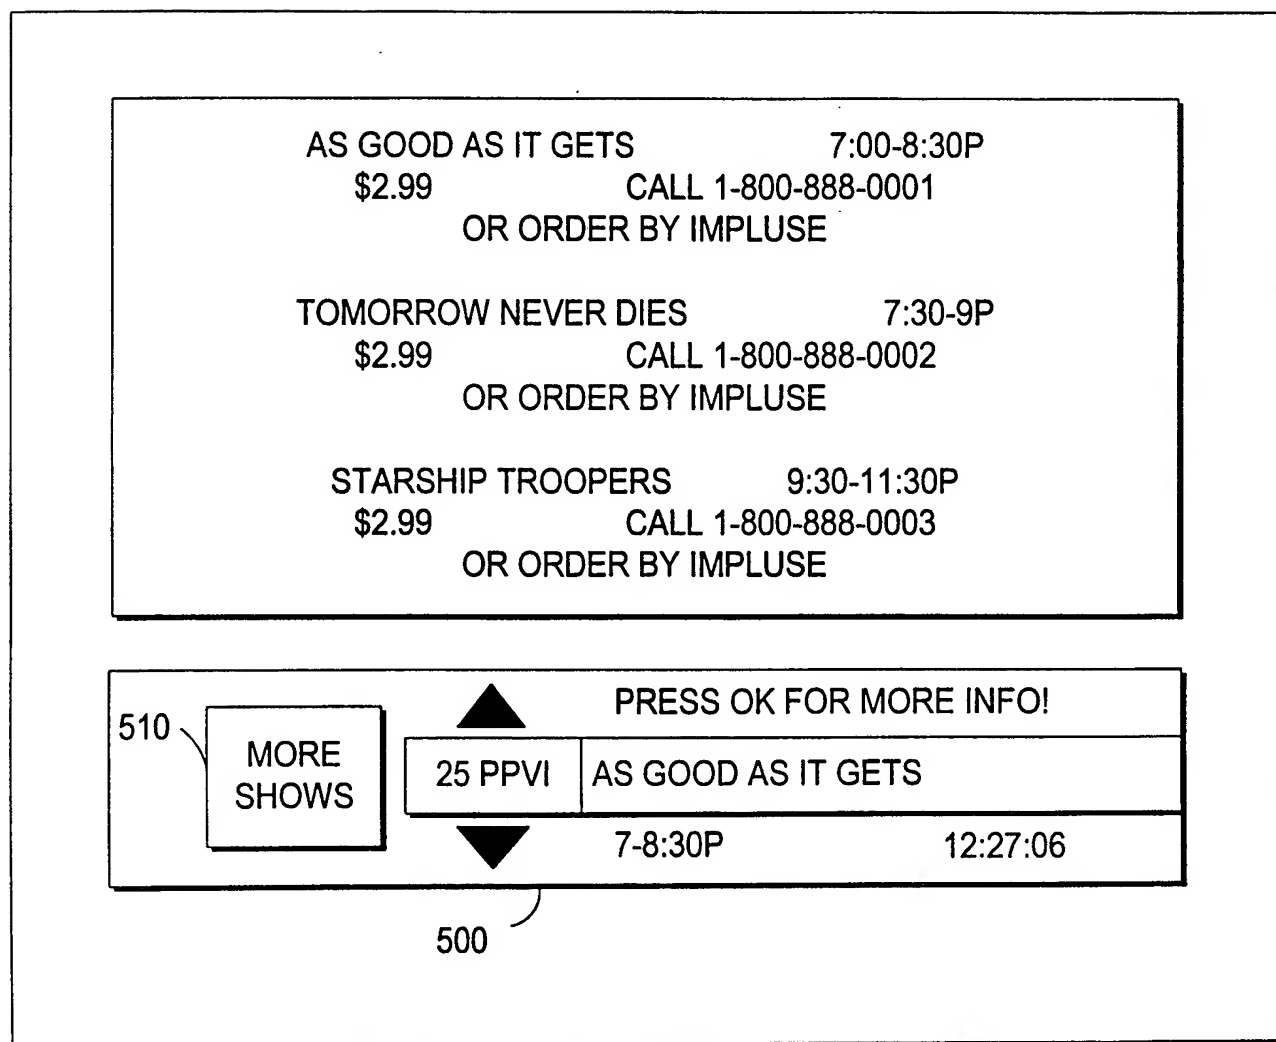 AS GOOD AS IT GETS 7:00-8:30P
$2.99 CALL 1-800-888-0001
OR ORDER BY IMPLUSE
TOMORROW NEVER DIES 7:30-9P
$2.99 CALL 1-800-888-0002
OR ORDER BY IMPLUSE
STARSHIP TROOPERS 9:30-11:30P
$2.99 CALL 1-800-888-0003
OR ORDER BY IMPLUSE
PRESS OK FOR MORE INFO!
510
MORE
SHOWS
25 PPVI AS GOOD AS IT GETS
7-8:30P 12:27:06
500